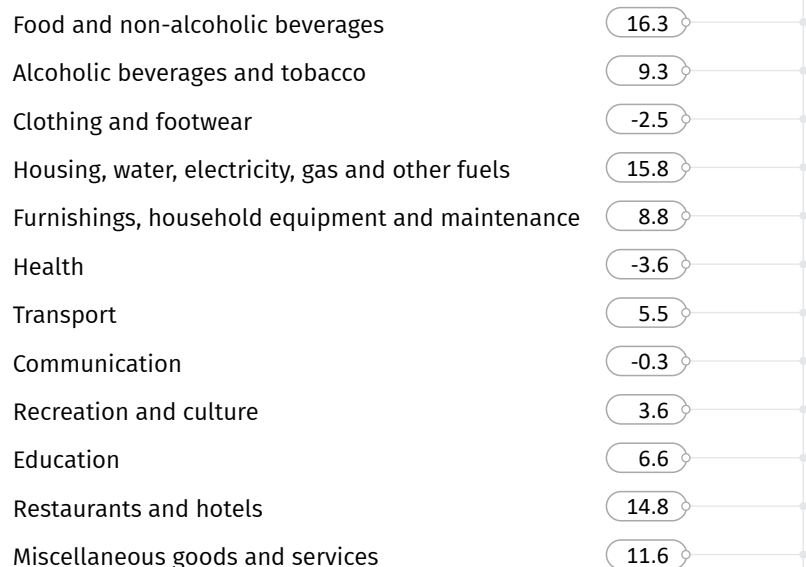 Food and non-alcoholic beverages 16.3
Alcoholic beverages and tobacco 9.3
Clothing and footwear -2.5
Housing, water, electricity, gas and other fuels 15.8
Furnishings, household equipment and maintenance 8.8
Health -3.6
Transport 5.5
Communication -0.3
Recreation and culture 3.6
Education 6.6
Restaurants and hotels 14.8
Miscellaneous goods and services 11.6